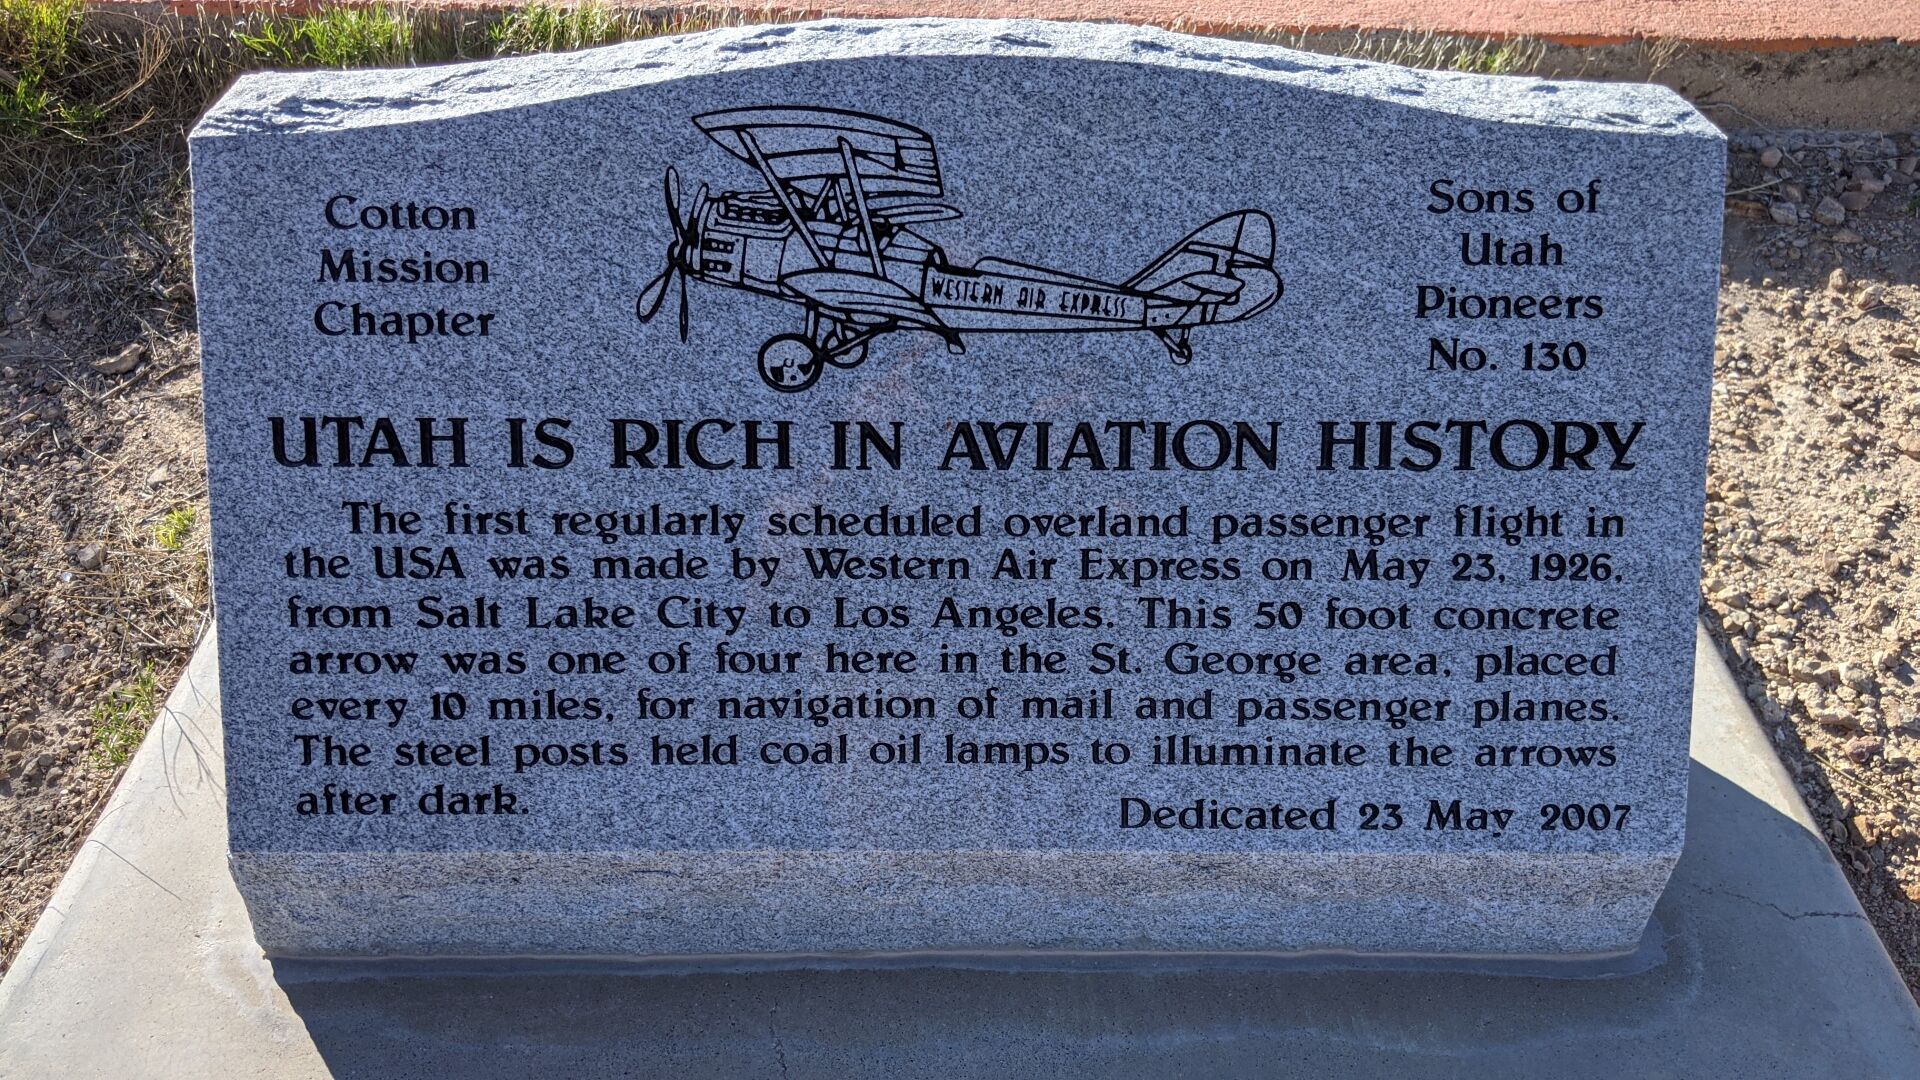 Cotton
Mission
Chapter
WESTERN AIR EXPRESS
Sons of
Utah
Pioneers
No. 130
UTAH IS RICH IN AVIATION HISTORY
The first regularly scheduled overland passenger flight in
the USA was made by Western Air Express on May 23, 1926,
from Salt Lake City to Los Angeles. This 50 foot concrete
arrow was one of four here in the St. George area, placed
every 10 miles, for navigation of mail and passenger planes.
The steel posts held coal oil lamps to illuminate the arrows
after dark.
Dedicated 23 May 2007